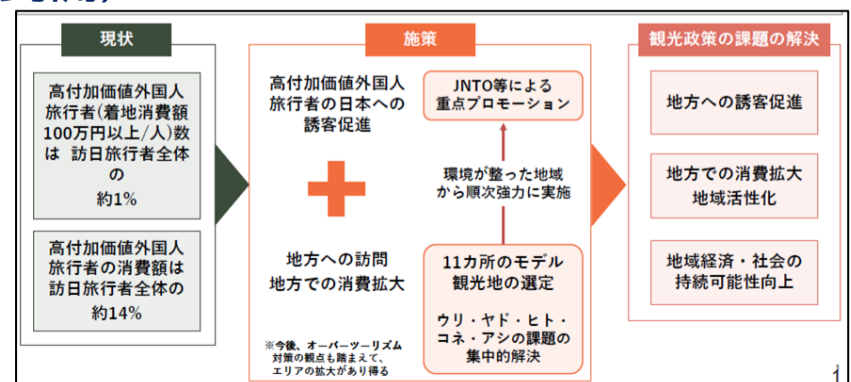 現状
高付加価値外国人
旅行者(着地消費額
100万円以上/人)数
は 訪日旅行者全体
の
約1%
高付加価値外国人
旅行者の消費額は
訪日旅行者全体の
約14%
施策
高付加価値外国人
旅行者の日本への
誘客促進
地方への訪問
地方での消費拡大
※今後、オーバーツーリズム
対策の観点も踏まえて、
エリアの拡大があり得る
JNTO等による
重点プロモーション
環境が整った地域
から順次強力に実施
11カ所のモデル
観光地の選定
ウリ・ヤド・ヒト・
コネ・アシの課題の
集中的解決
観光政策の課題の解決
地方への誘客促進
地方での消費拡大
地域活性化
地域経済・社会の
持続可能性向上
1